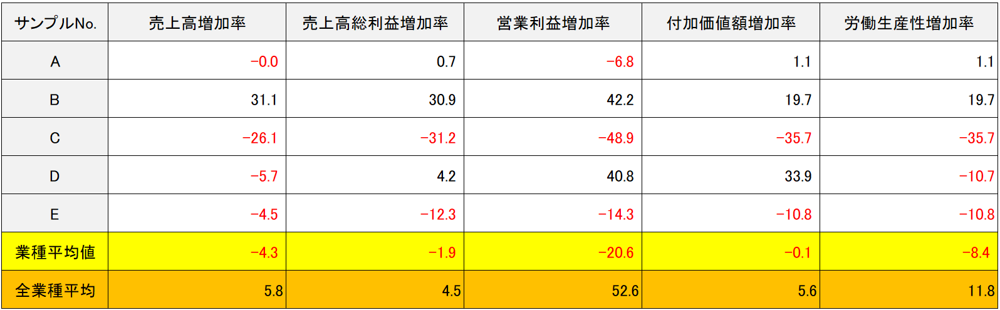 サンプルNo. 売上高増加率 売上高総利益増加率 営業利益増加率 付加価値額増加率 労働生産性増加率
A -0.0 0.7 -6.8 1.1 1.1
B 31.1 30.9 42.2 19.7 19.7
C -26.1 -31.2 -48.9 -35.7 -35.7
D -5.7 4.2 40.8 33.9 -10.7
E -4.5 -12.3 -14.3 -10.8 -10.8
業種平均値 -4.3 -1.9 -20.6 -0.1 -8.4
全業種平均 5.8 4.5 52.6 5.6 11.8